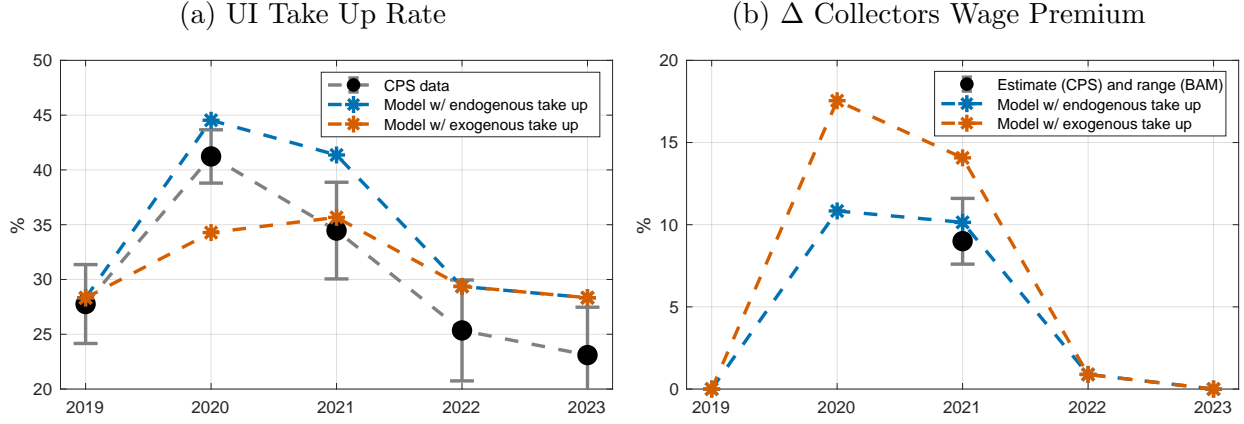 (a) UI Take Up Rate
50
45
40
35
30
25
20
%
2019 2020 2021 2022 2023
CPS data
Model w/ endogenous take up
Model w/ exogenous take up
(b) Δ Collectors Wage Premium
20
15
10
5
0
%
2019 2020 2021 2022 2023
Estimate (CPS) and range (BAM)
Model w/ endogenous take up
Model w/ exogenous take up